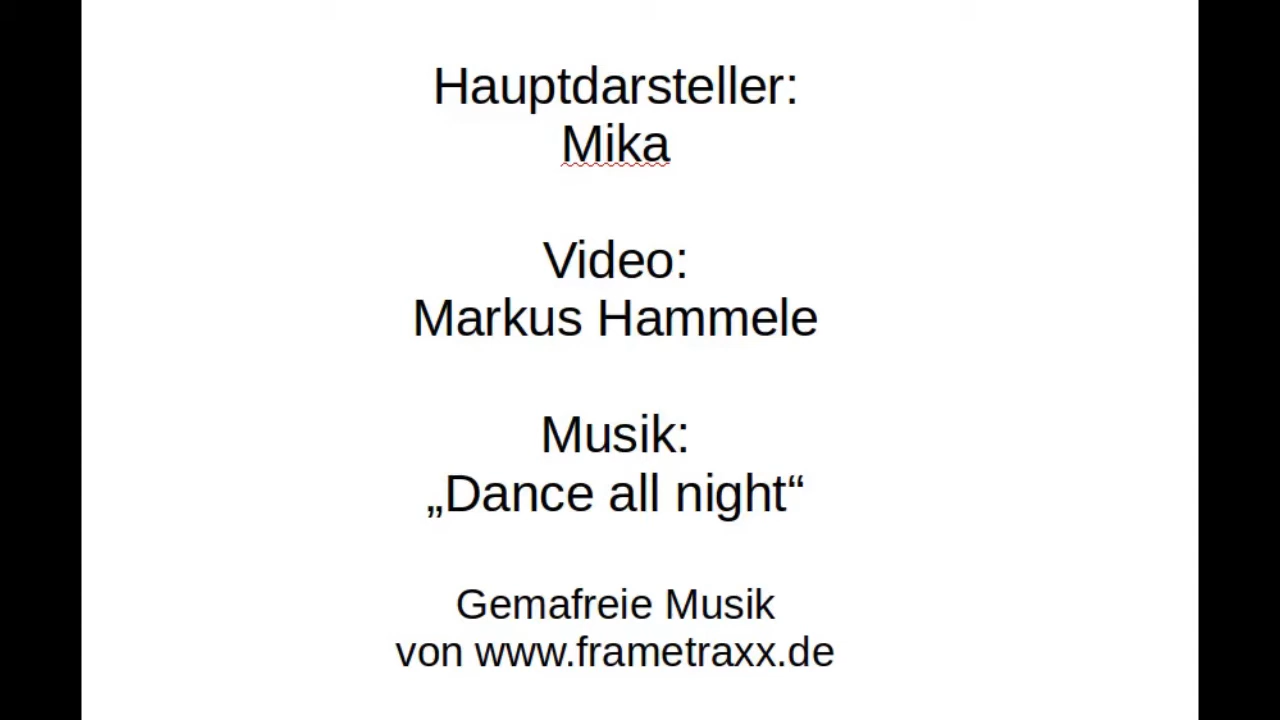 Hauptdarsteller:
Mika
Video:
Markus Hammele
Musik:
„Dance all night“
Gemafreie Musik
von www.frametraxx.de